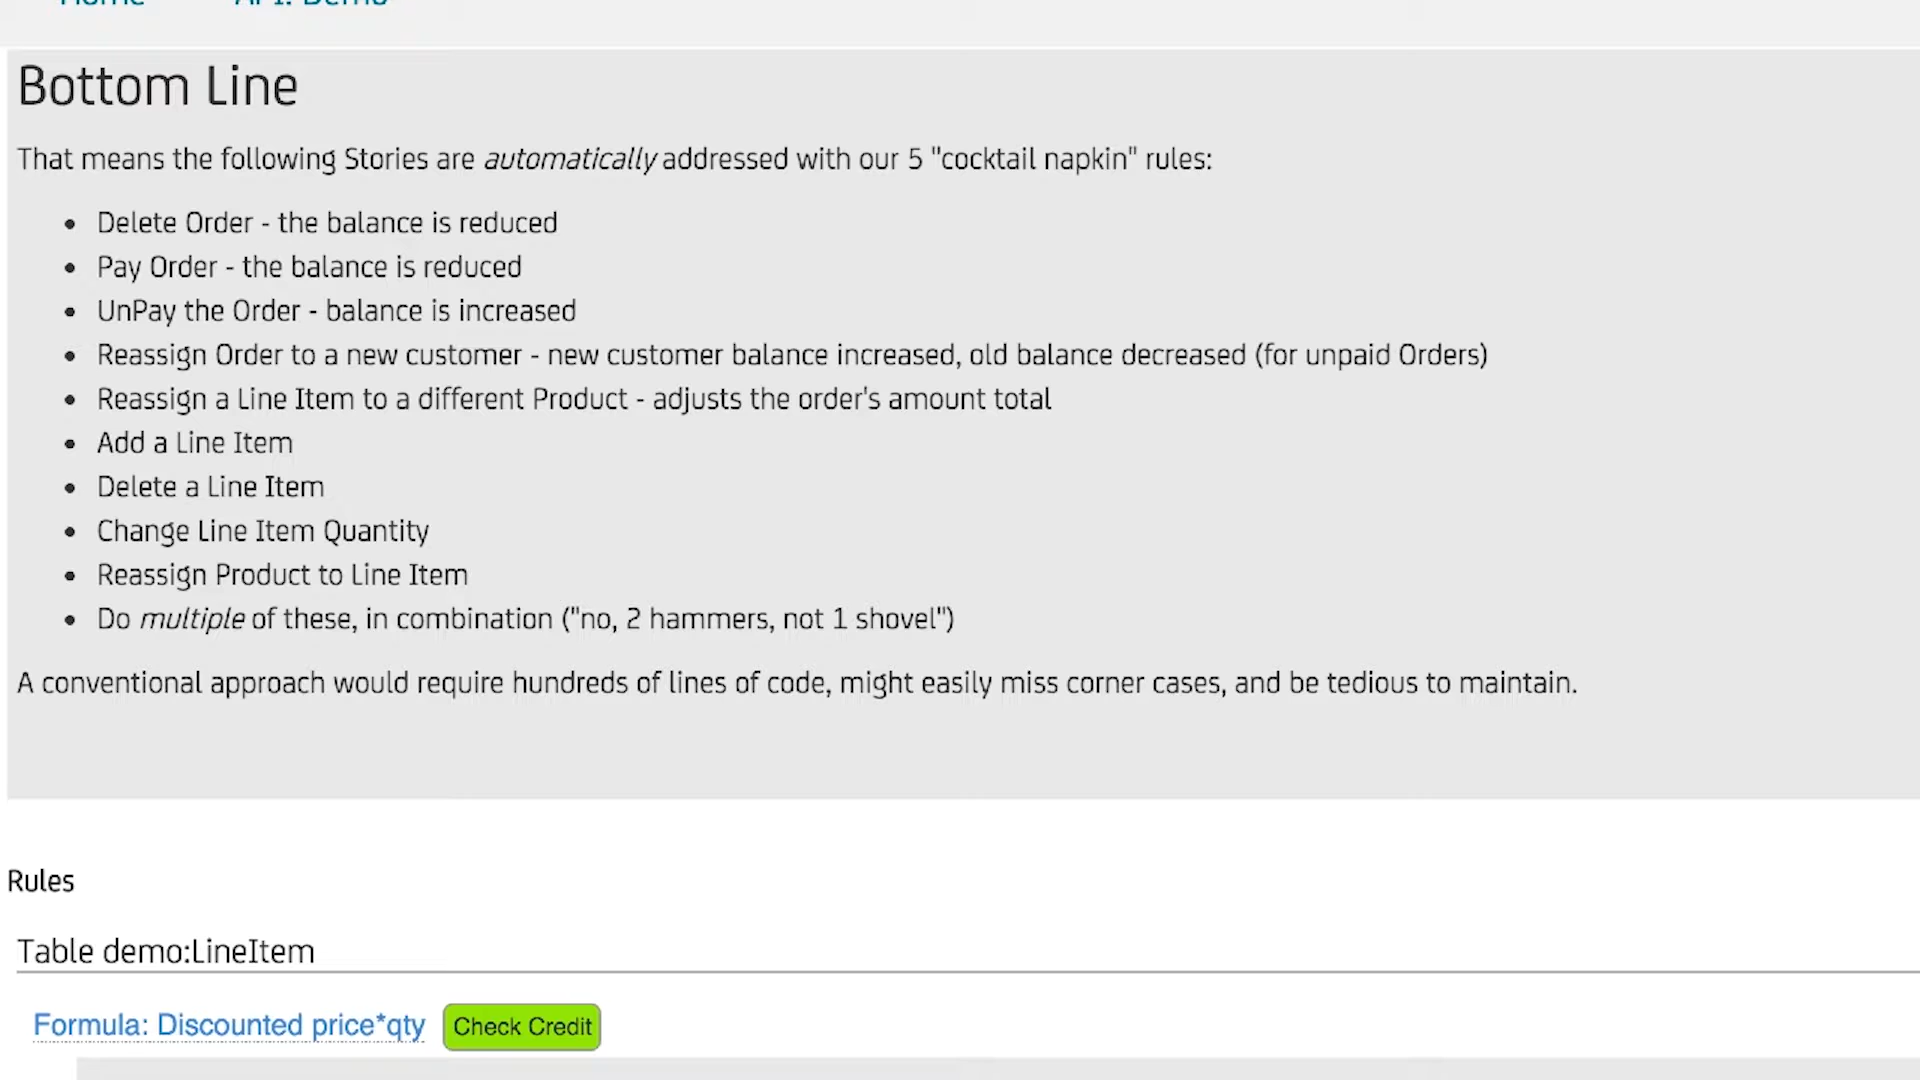 Home API: Demo
Bottom Line
That means the following Stories are automatically addressed with our 5 "cocktail napkin" rules:
Delete Order - the balance is reduced
Pay Order - the balance is reduced
UnPay the Order - balance is increased
Reassign Order to a new customer - new customer balance increased, old balance decreased (for unpaid Orders)
Reassign a Line Item to a different Product - adjusts the order's amount total
Add a Line Item
Delete a Line Item
Change Line Item Quantity
Reassign Product to Line Item
Do multiple of these, in combination ("no, 2 hammers, not 1 shovel")
A conventional approach would require hundreds of lines of code, might easily miss corner cases, and be tedious to maintain.
Rules
Table demo:LineItem
Formula: Discounted price*qty Check Credit